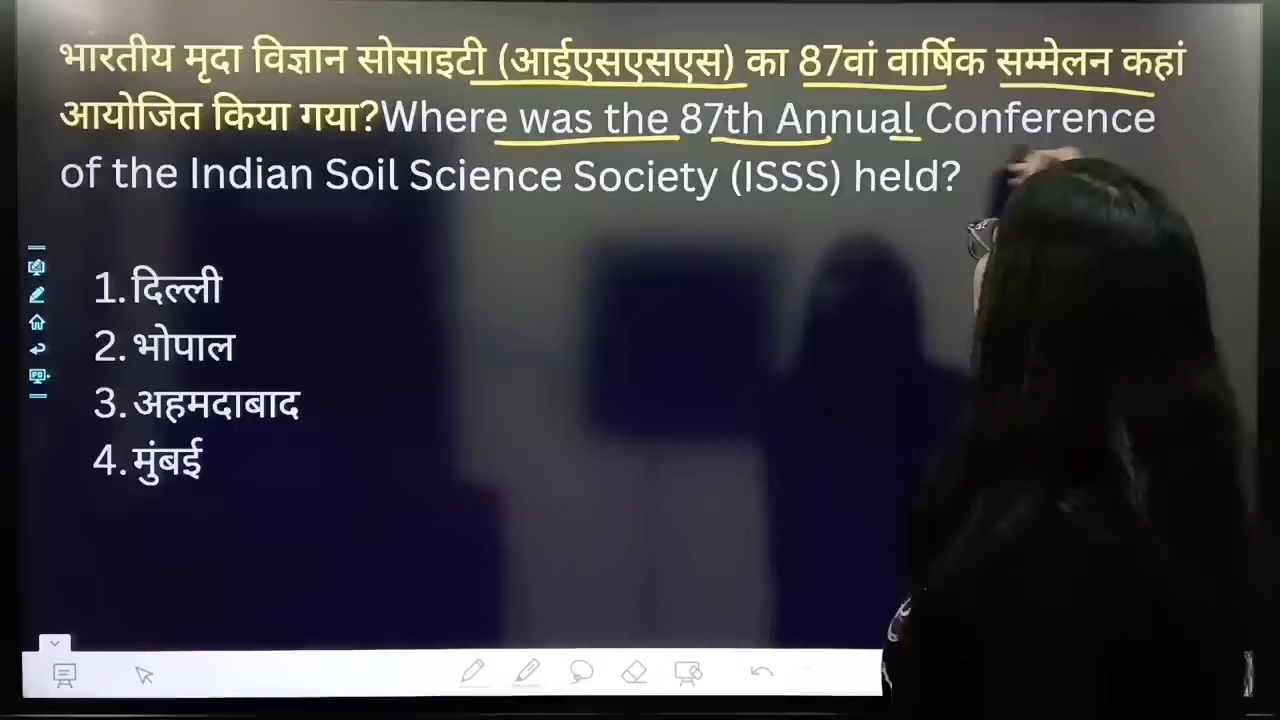 भारतीय मृदा विज्ञान सोसाइटी (आईएसएसएस) का 87वां वार्षिक सम्मेलन कहां
आयोजित किया गया?Where was the 87th Annual Conference
of the Indian Soil Science Society (ISSS) held?
1. दिल्ली
2. भोपाल
3. अहमदाबाद
4. मुंबई